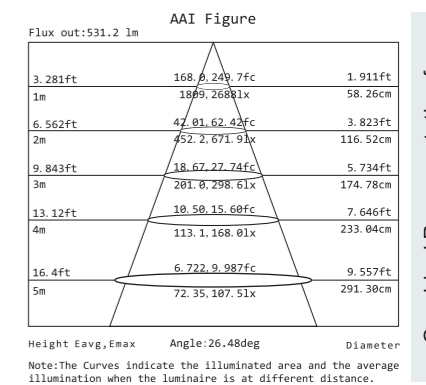 AAI Figure
Flux out:531.2 lm
3.281ft 168.0,249.7fc 1.911ft
1m 1809,2688lx 58.26cm
6.562ft 42.01,62.42fc 3.823ft
2m 452.2,671.9lx 116.52cm
9.843ft 18.67,27.74fc 5.734ft
3m 201.0,298.6lx 174.78cm
13.12ft 10.50,15.60fc 7.646ft
4m 113.1,168.0lx 233.04cm
16.4ft 6.722,9.987fc 9.557ft
5m 72.35,107.5lx 291.30cm
Height Eavg,Emax Angle:26.48deg Diameter
Note:The Curves indicate the illuminated area and the average
illumination when the luminaire is at different distance.